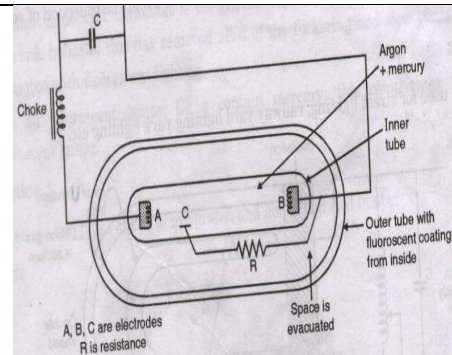 C
Choke
Argon
+ mercury
Inner
tube
A
C
B
R
Outer tube with
fluoroscent coating
from inside
Space is
evacuated
A, B, C are electrodes
R is resistance